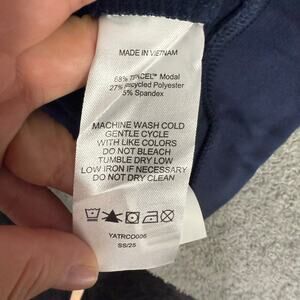 MADE IN VIETNAM
68% TENCEL™ Modal
27% recycled Polyester
5% Spandex
MACHINE WASH COLD
GENTLE CYCLE
WITH LIKE COLORS
DO NOT BLEACH
TUMBLE DRY LOW
LOW IRON IF NECESSARY
DO NOT DRY CLEAN
YATRCO006
SS/25